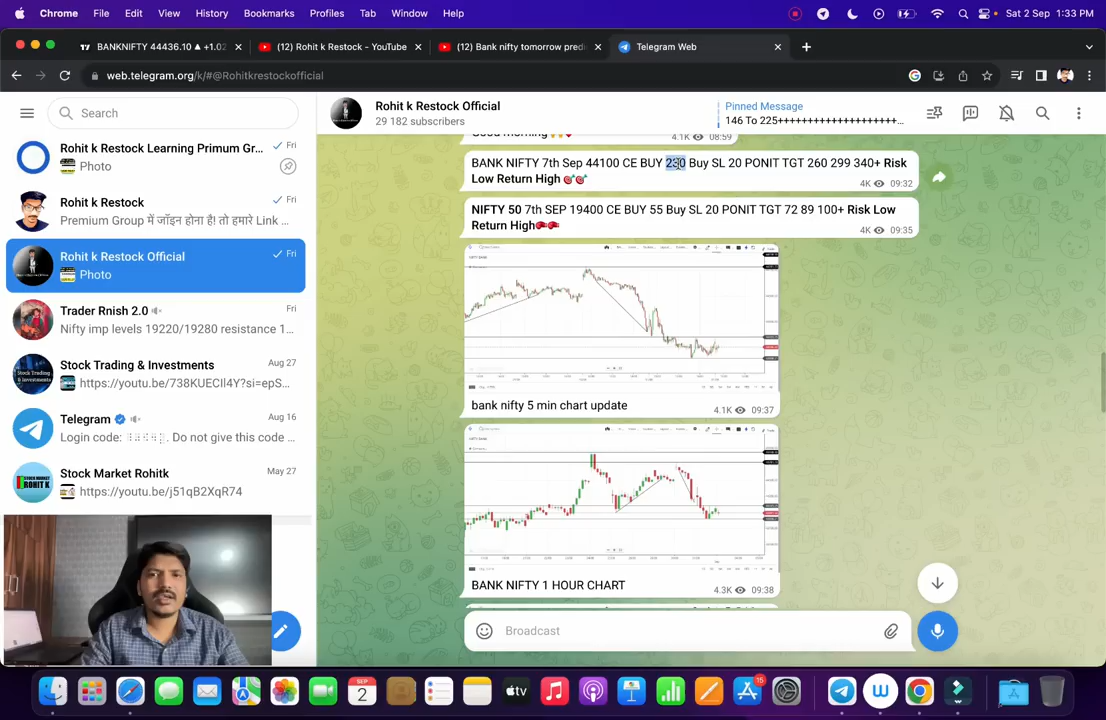 Chrome File Edit View History Bookmarks Profiles Tab Window Help Sat 2 Sep 1:33 PM
BANKNIFTY 44436.10 ▲ +1.02 (12) Rohit k Restock - YouTube (12) Bank nifty tomorrow pred Telegram Web
web.telegram.org/k/#@Rohitkrestockofficial
Search
Rohit k Restock Learning Primum Gr... Fri
Photo
Rohit k Restock Fri
Premium Group में जॉइन होना है! तो हमारे Link ...
Rohit k Restock Official Fri
Photo
Trader Rnish 2.0 Fri
Nifty imp levels 19220/19280 resistance 1...
Stock Trading & Investments Aug 27
https://youtu.be/738KUECIl4Y?si=epS...
Telegram Aug 16
Login code: Do not give this code ...
Stock Market Rohitk May 27
https://youtu.be/j51qB2XqR74
Rohit k Restock Official
29 182 subscribers
Pinned Message
146 To 225++++++++++++++++++++...
Good morning
4.1K 08:59
BANK NIFTY 7th Sep 44100 CE BUY 230 Buy SL 20 PONIT TGT 260 299 340+ Risk
Low Return High 🎯🎯
4K 09:32
NIFTY 50 7th SEP 19400 CE BUY 55 Buy SL 20 PONIT TGT 72 89 100+ Risk Low
Return High
4K 09:35
bank nifty 5 min chart update
4.1K 09:37
BANK NIFTY 1 HOUR CHART
4.3K 09:38
Broadcast
SEP
2
tv
15